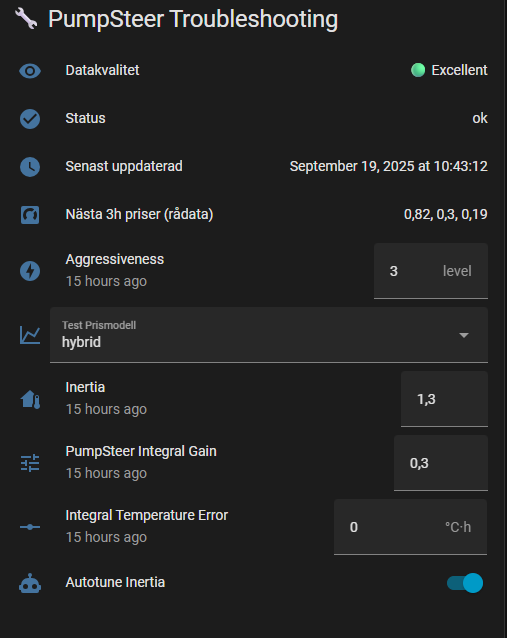 PumpSteer Troubleshooting
Datakvalitet
Excellent
Status
ok
Senast uppdaterad
September 19, 2025 at 10:43:12
Nästa 3h priser (rådata)
0,82, 0,3, 0,19
Aggressiveness
15 hours ago
3
level
Test Prismodell
hybrid
Inertia
15 hours ago
1,3
PumpSteer Integral Gain
15 hours ago
0,3
Integral Temperature Error
15 hours ago
0
°C·h
Autotune Inertia